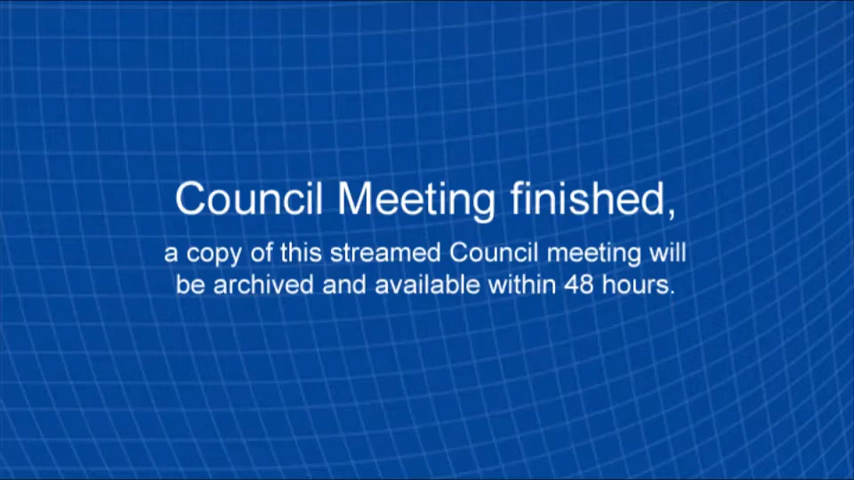 Council Meeting finished,
a copy of this streamed Council meeting will
be archived and available within 48 hours.